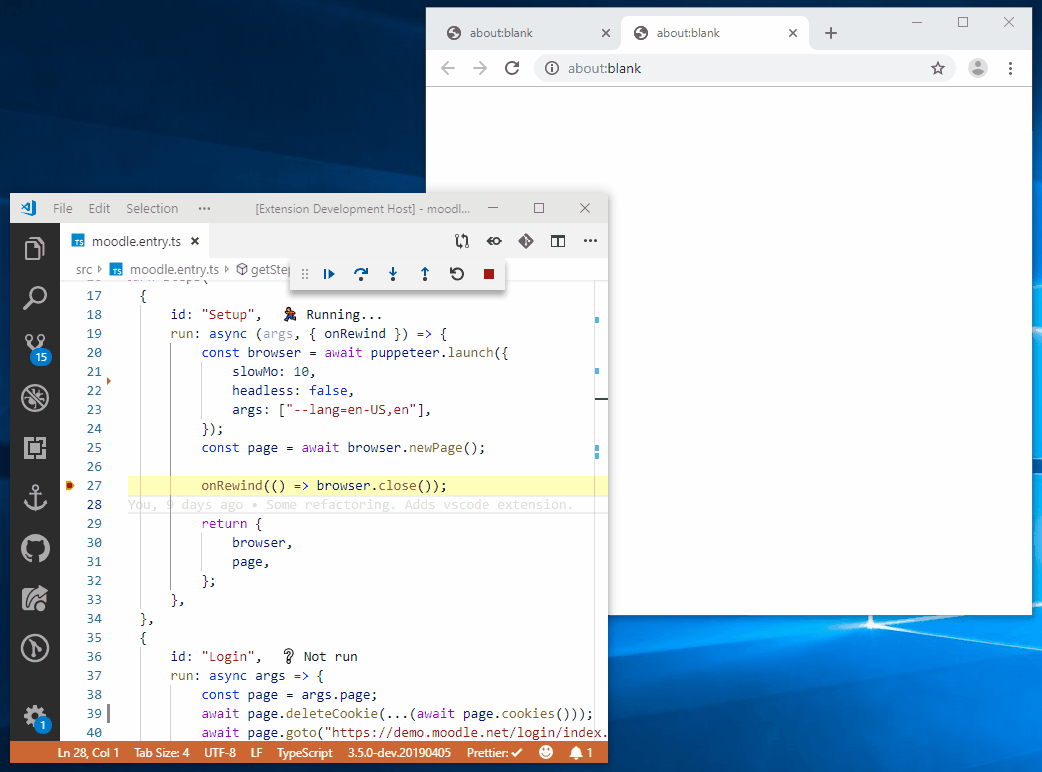 about:blank
about:blank
about:blank
File Edit Selection ··· [Extension Development Host] - moodl...
TS moodle.entry.ts
src > TS moodle.entry.ts > getSte
17 {
18 id: "Setup", Running...
19 run: async (args, { onRewind }) => {
20 const browser = await puppeteer.launch({
21 slowMo: 10,
22 headless: false,
23 args: ["--lang=en-US,en"],
24 });
25 const page = await browser.newPage();
26
27 onRewind(() => browser.close());
28 You, 9 days ago • Some refactoring. Adds vscode extension.
29 return {
30 browser,
31 page,
32 };
33 },
34 },
35 {
36 id: "Login", ? Not run
37 run: async args => {
38 const page = args.page;
39 await page.deleteCookie(...(await page.cookies()));
40 await page.goto("https://demo.moodle.net/login/index.
15
1
Ln 28, Col 1 Tab Size: 4 UTF-8 LF TypeScript 3.5.0-dev.20190405 Prettier: ✓ 1